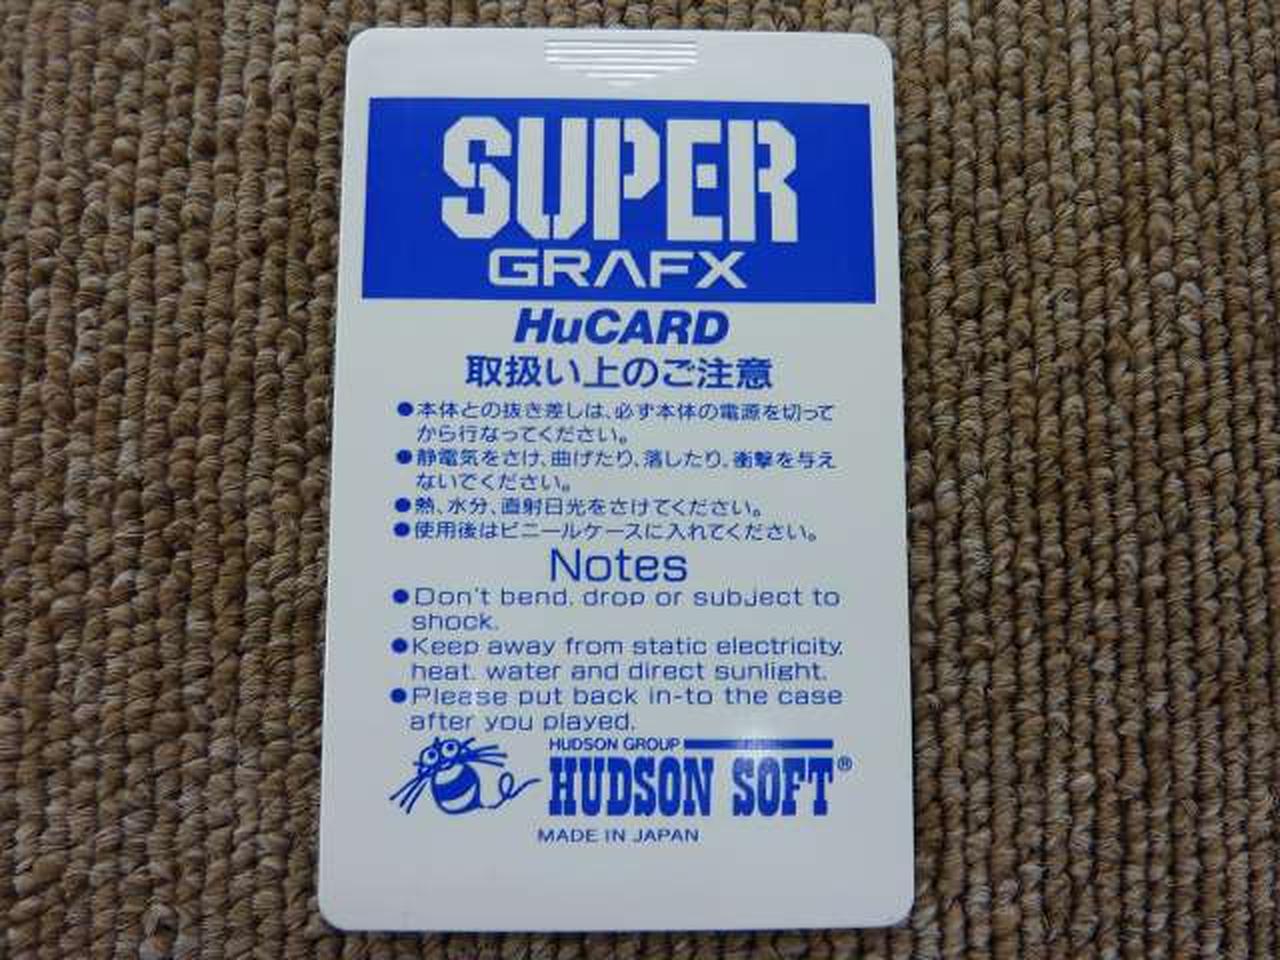 SUPER
GRAFX
HuCARD
取扱い上のご注意
●本体との抜き差しは、必ず本体の電源を切って
から行なってください。
●静電気をさけ、曲げたり、落したり、衝撃を与え
ないでください。
●熱、水分、直射日光をさけてください。
●使用後はビニールケースに入れてください。
Notes
●Don't bend, drop or subject to
shock.
●Keep away from static electricity,
heat, water and direct sunlight.
●Please put back in-to the case
after you played.
HUDSON GROUP
HUDSON SOFT®
MADE IN JAPAN